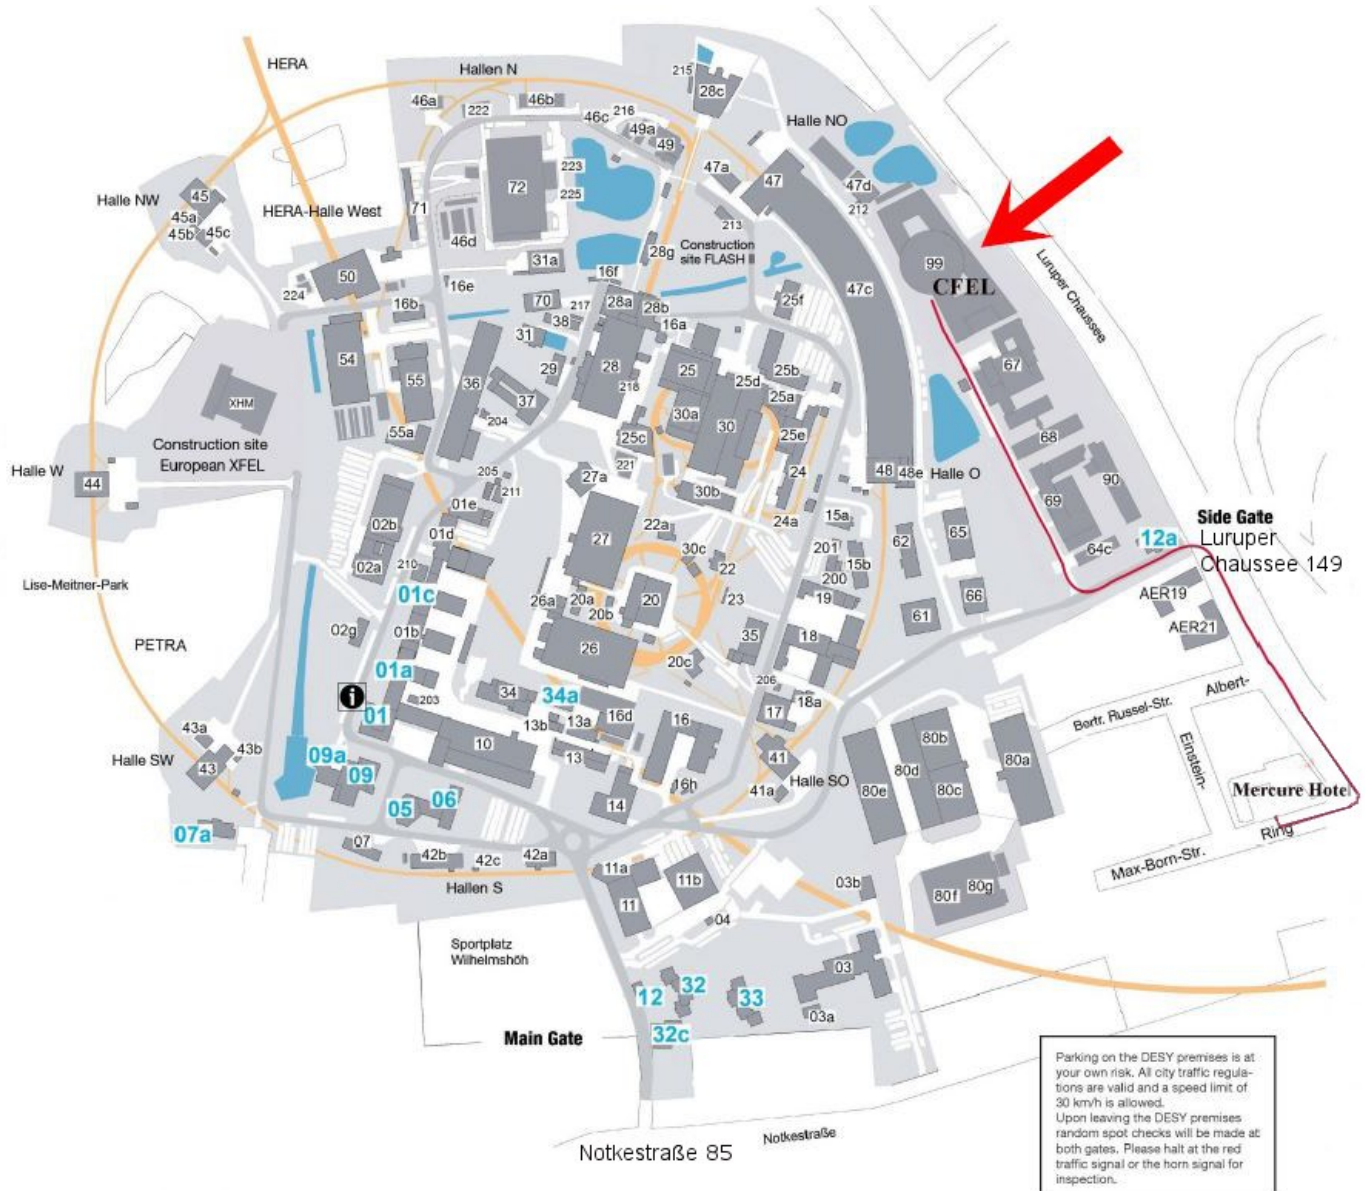 HERA
Hallen N
215
28c
46a
222
46b
46c
216
49a
49
Halle NO
47a
47
47d
212
223
225
72
71
46d
45
45a
45b
45c
Halle NW
HERA-Halle West
213
Construction
site FLASH
28g
99
CFEL
Luruper Chaussee
50
224
16b
16e
31a
16f
70
217
38
31
28a
28b
16a
25f
47c
54
55
55a
36
37
204
29
28
218
25
25d
25b
25a
30a
30
25e
25c
221
67
68
69
90
XHM
Construction site
European XFEL
Halle W
44
205
211
27a
30b
24
24a
48
48e
Halle O
02b
02a
01e
01d
210
01c
27
22a
30c
22
23
15a
201
15b
200
19
62
65
66
61
64c
12a
Side Gate
Luruper
Chaussee 149
AER19
AER21
Lise-Meitner-Park
PETRA
02g
01b
01a
203
01
26a
20a
20b
20
26
20c
35
18
206
18a
17
34
34a
13b
13a
16d
13
16
16h
14
10
41
41a
Halle SO
80b
80d
80c
80e
80a
80f
80g
Bertr. Russel-Str.
Albert-
Einstein-
Ring
Max-Born-Str.
Mercure Hotel
43a
43b
43
Halle SW
07a
09a
09
05
06
07
42b
42c
42a
Hallen S
11a
11
11b
04
03b
03
03a
Sportplatz
Wilhelmshöh
12
32
33
32c
Main Gate
Notkestraße 85
Notkestraße
Parking on the DESY premises is at
your own risk. All city traffic regula-
tions are valid and a speed limit of
30 km/h is allowed.
Upon leaving the DESY premises
random spot checks will be made at
both gates. Please halt at the red
traffic signal or the horn signal for
inspection.